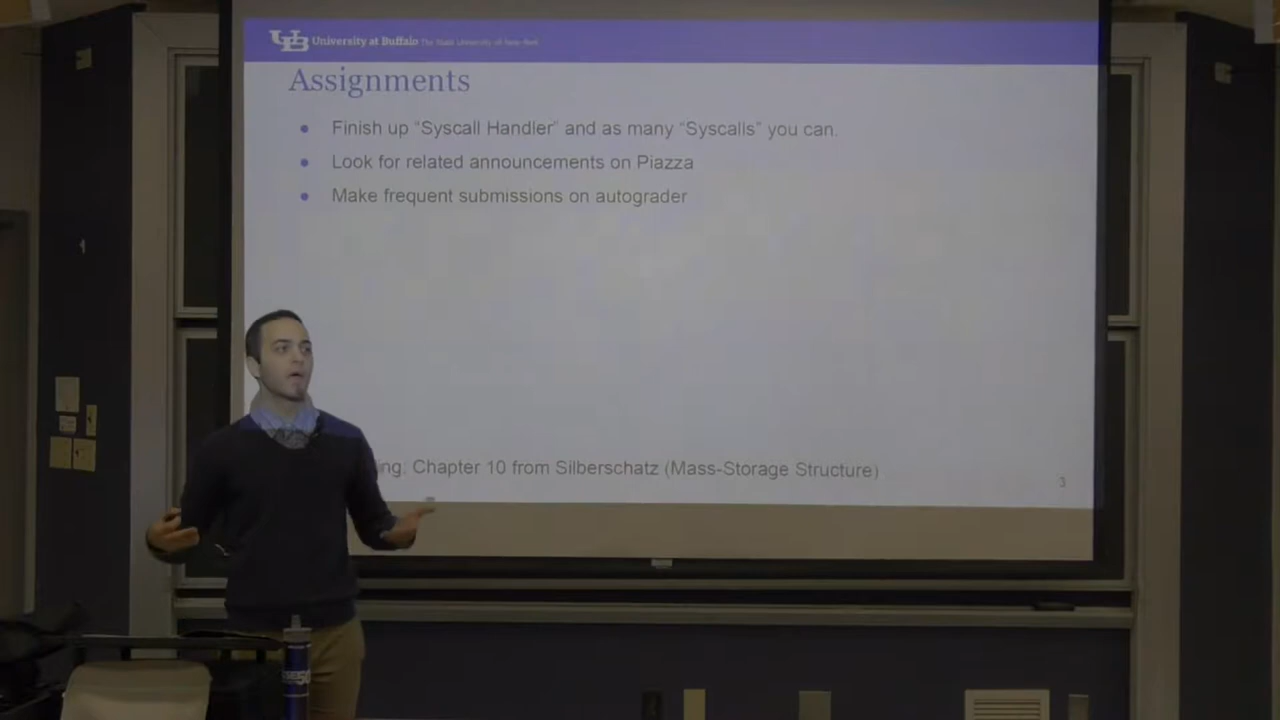 University at Buffalo The State University of New York
Assignments
Finish up "Syscall Handler" and as many "Syscalls" you can.
Look for related announcements on Piazza
Make frequent submissions on autograder
ing: Chapter 10 from Silberschatz (Mass-Storage Structure)
3